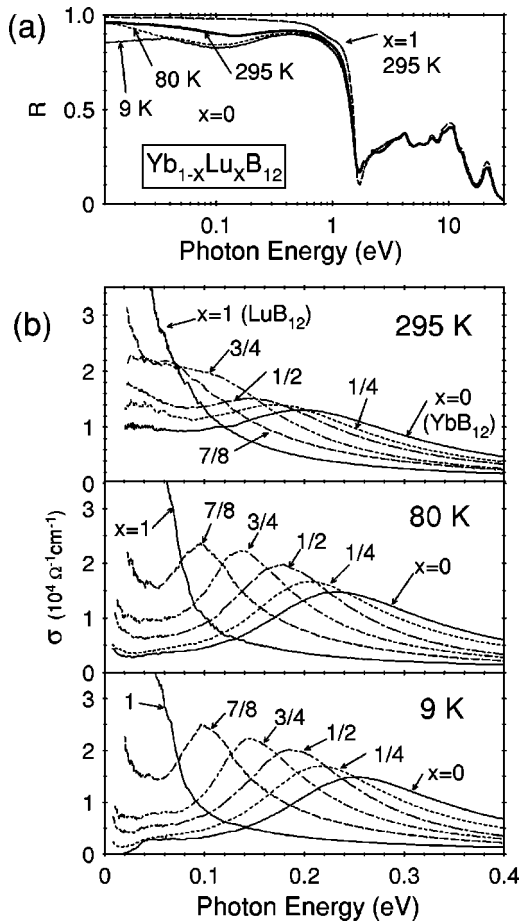 (a)
1.0
0.5
0
R
9 K
80 K
295 K
x=0
x=1
295 K
Yb1-xLuxB12
0.1
1
10
Photon Energy (eV)
(b)
3
2
1
0
x=1 (LuB12)
3/4
1/2
1/4
7/8
x=0
(YbB12)
295 K
σ (10⁴ Ω⁻¹cm⁻¹)
3
2
1
0
x=1
7/8
3/4
1/2
1/4
x=0
80 K
3
2
1
0
1
7/8
3/4
1/2
1/4
x=0
9 K
0
0.1
0.2
0.3
0.4
Photon Energy (eV)